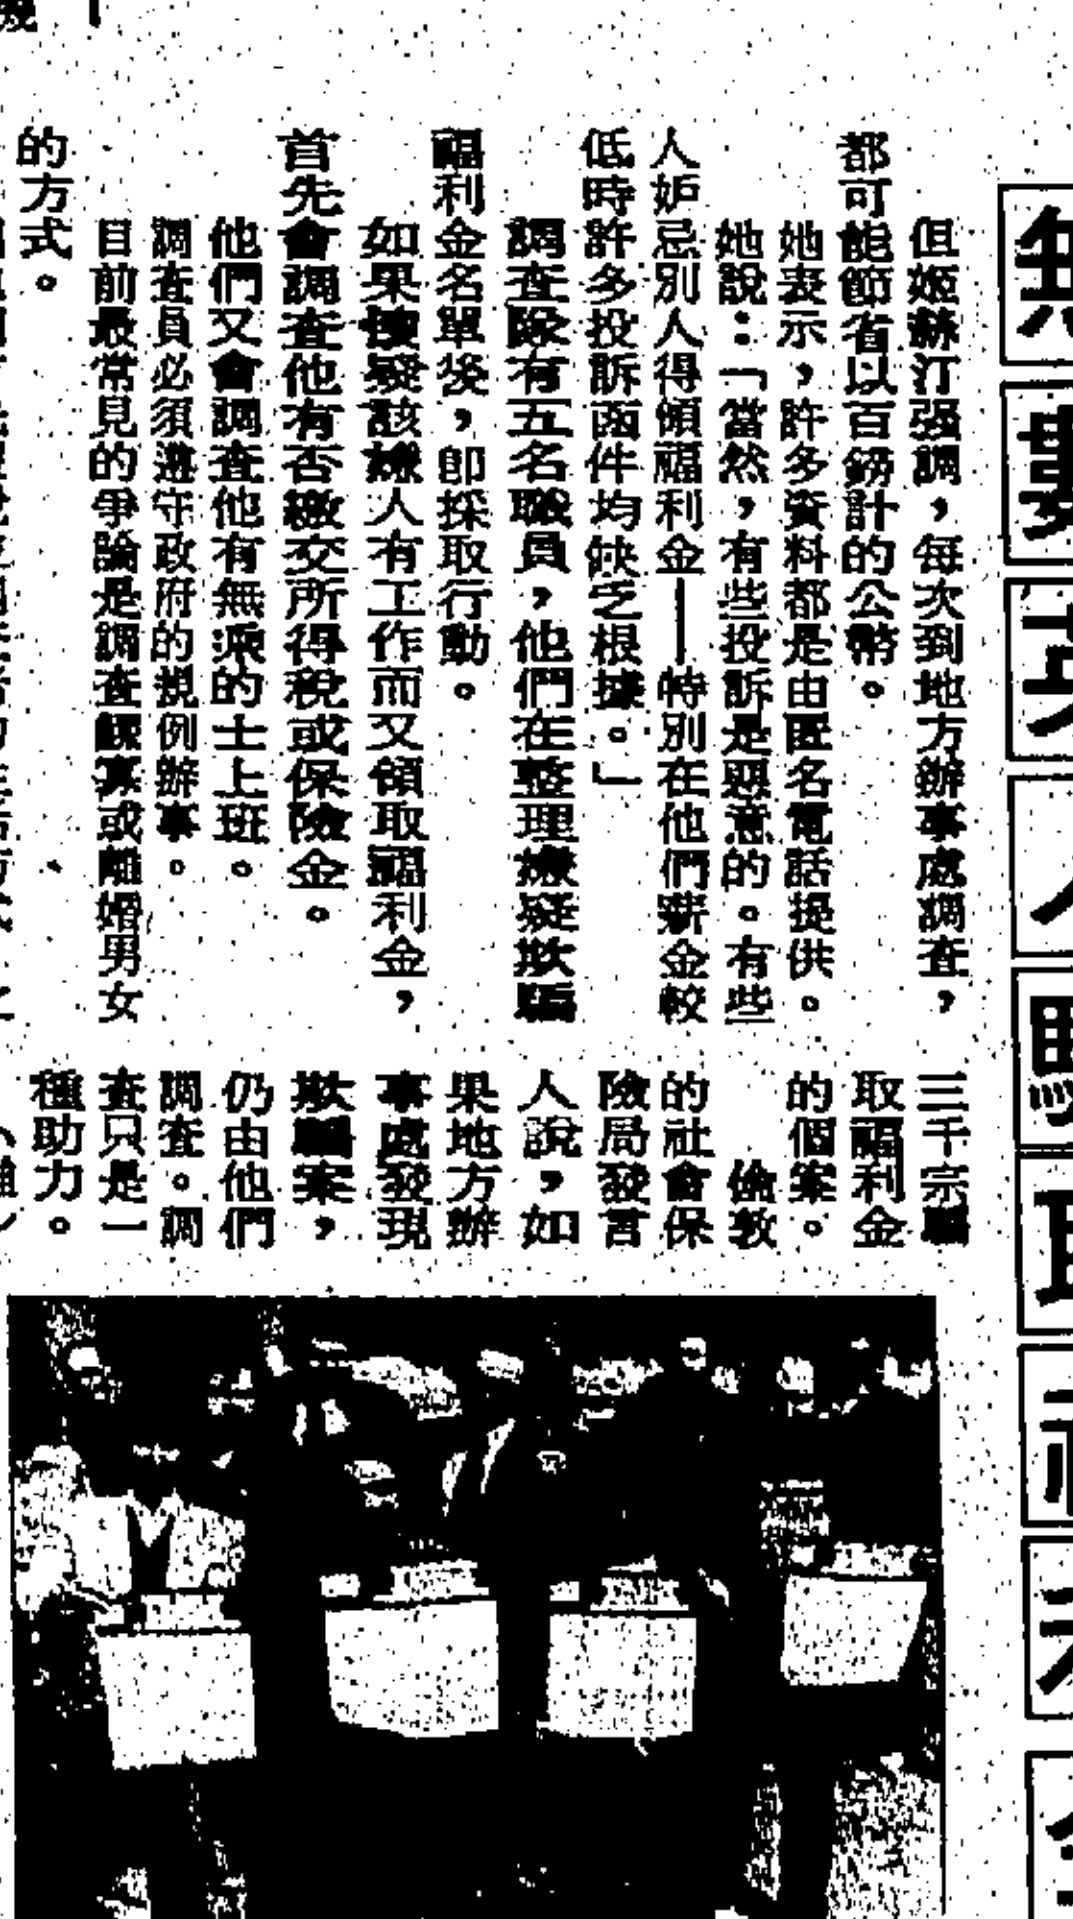 但姬赫汀强調，每次到地方辦事處調查，
都可能節省以百鎊計的公幣。
她表示，許多資料都是由匿名電話提供。
她說：「當然，有些投訴是惡意的。有些
人妒忌別人得領福利金——特別在他們薪金較
低時許多投訴函件均缺乏根據。」
調查隊有五名職員，他們在整理嫌疑欺騙
福利金名單後，卽採取行動。
如果懷疑該嫌人有工作而又領取福利金，
首先會調查他有否繳交所得稅或保險金。
他們又會調查他有無乘的士上班。
調查員必須遵守政府的規例辦事。
目前最常見的爭論是調查鰥寡或離婚男女
的方式。
三千宗騙
取福利金
的個案。
倫敦
的社會保
險局發言
人說，如
果地方辦
事處發現
欺騙案，
仍由他們
調查。調
查只是一
種助力。